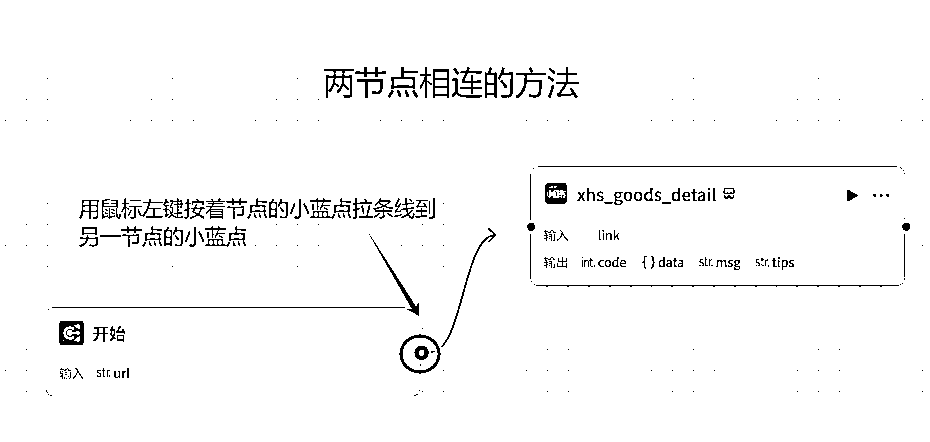 两节点相连的方法
用鼠标左键按着节点的小蓝点拉条线到
另一节点的小蓝点
xhs_goods_detail
输入 link
输出 int.code { }data str.msg str.tips
开始
输入 str.url